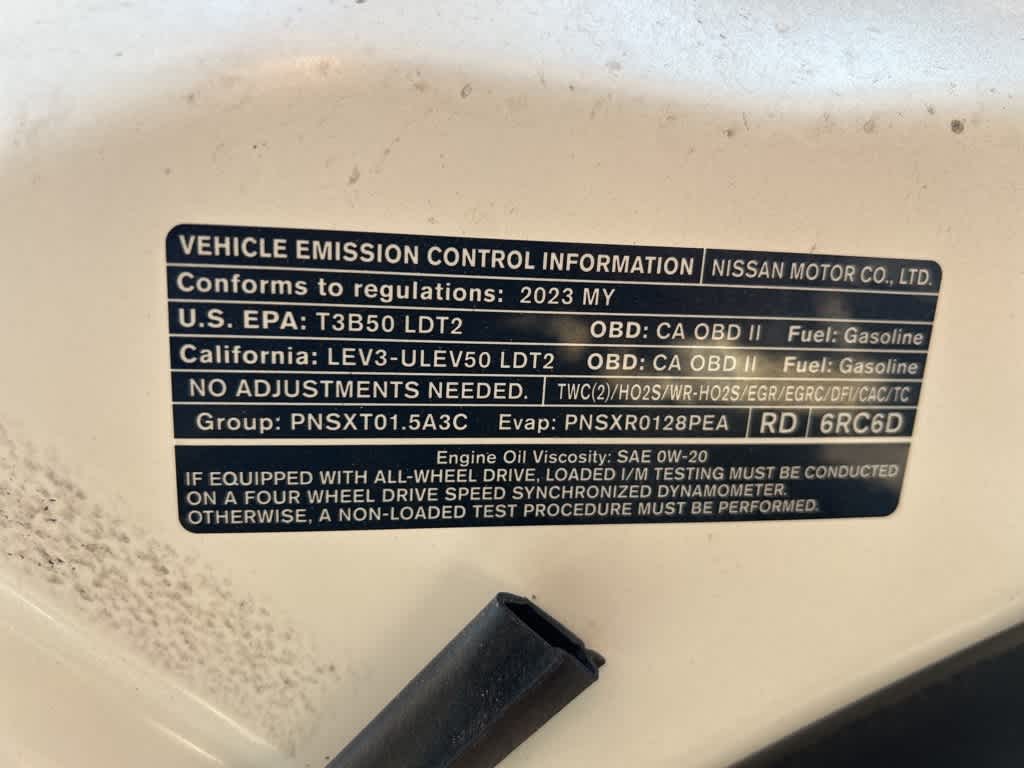 VEHICLE EMISSION CONTROL INFORMATION NISSAN MOTOR CO., LTD.
Conforms to regulations: 2023 MY
U.S. EPA: T3B50 LDT2 OBD: CA OBD II Fuel: Gasoline
California: LEV3-ULEV50 LDT2 OBD: CA OBD II Fuel: Gasoline
NO ADJUSTMENTS NEEDED. TWC(2)/HO2S/WR-HO2S/EGR/EGRC/DFI/CAC/TC
Group: PNSXT01.5A3C Evap: PNSXR0128PEA RD 6RC6D
Engine Oil Viscosity: SAE 0W-20
IF EQUIPPED WITH ALL-WHEEL DRIVE, LOADED I/M TESTING MUST BE CONDUCTED
ON A FOUR WHEEL DRIVE SPEED SYNCHRONIZED DYNAMOMETER.
OTHERWISE, A NON-LOADED TEST PROCEDURE MUST BE PERFORMED.